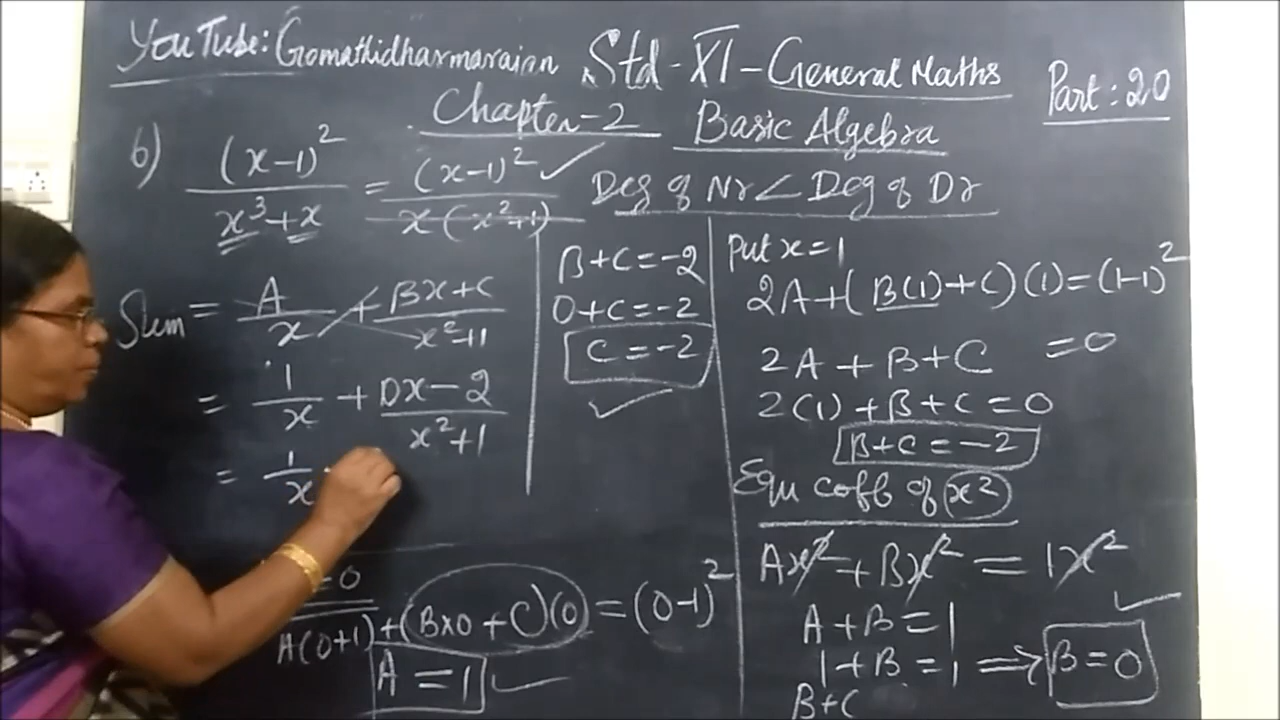 YouTube: Gomathidharmarajan Std-XI-General Maths Part: 20
Chapter-2 Basic Algebra
6) (x-1)² / x³+x = (x-1)² / x(x²+1) ✓ Deg of Nr < Deg of Dr
Sum = A/x + Bx+C / x²+1
= 1/x + 0x-2 / x²+1
= 1/x
=0
A(0+1)+(Bx0+C)(0)=(0-1)²
A=1 ✓
B+C=-2
0+C=-2
C=-2
✓
Put x=1
2A+(B(1)+C)(1)=(1-1)²
2A+B+C =0
2(1)+B+C=0
B+C=-2
Equ coff of x²
Ax²+Bx² = 1x²
A+B=1
1+B=1 => B=0 ✓
B+C